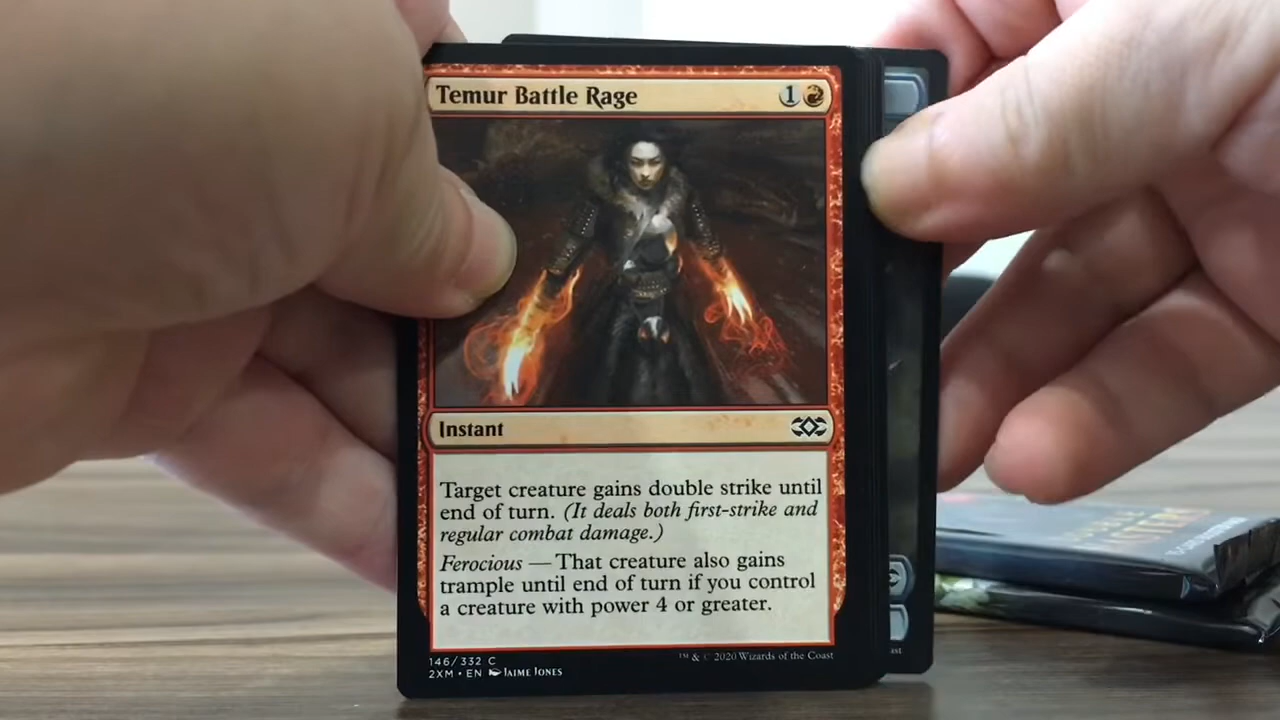 Temur Battle Rage 1
Instant
Target creature gains double strike until
end of turn. (It deals both first-strike and
regular combat damage.)
Ferocious — That creature also gains
trample until end of turn if you control
a creature with power 4 or greater.
146/332 C
2XM • EN JAIME JONES
™ & © 2020 Wizards of the Coast
ast
MASTERS